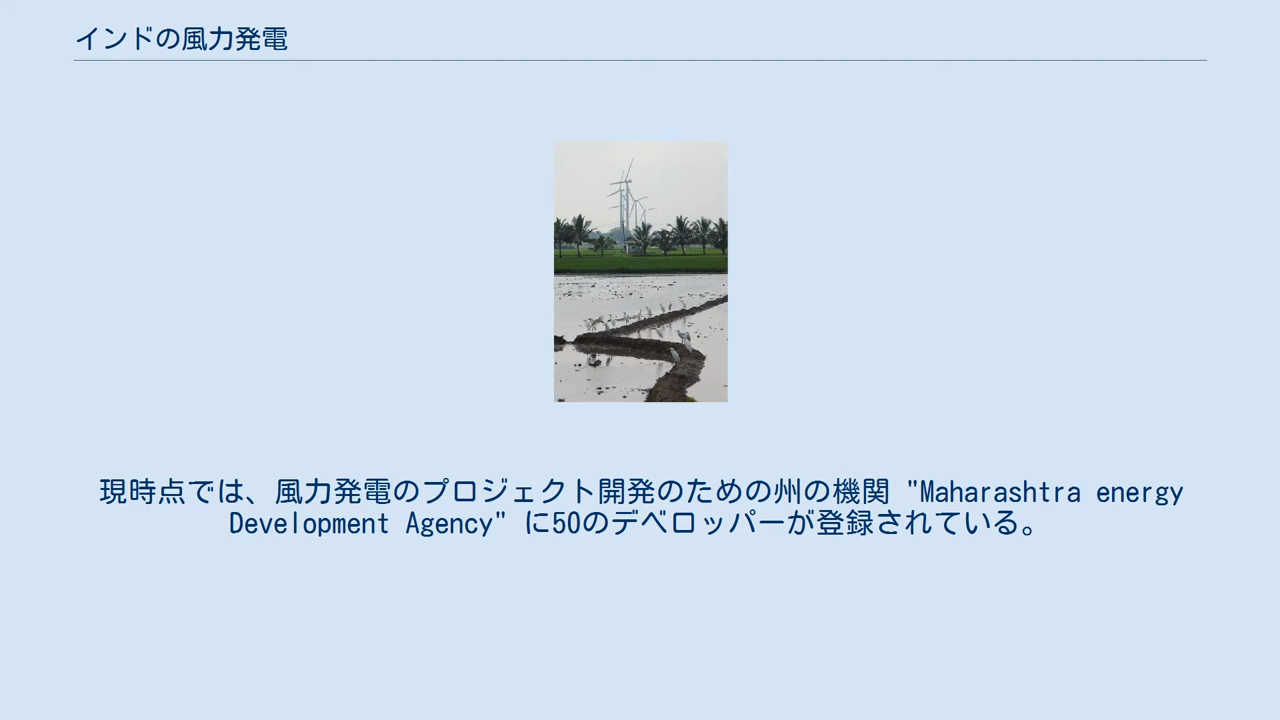 インドの風力発電
現時点では、風力発電のプロジェクト開発のための州の機関 "Maharashtra energy
Development Agency" に50のデベロッパーが登録されている。